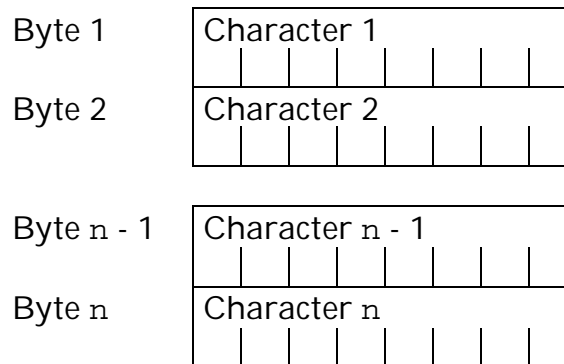 Byte 1 Character 1
Byte 2 Character 2
Byte n - 1 Character n - 1
Byte n Character n